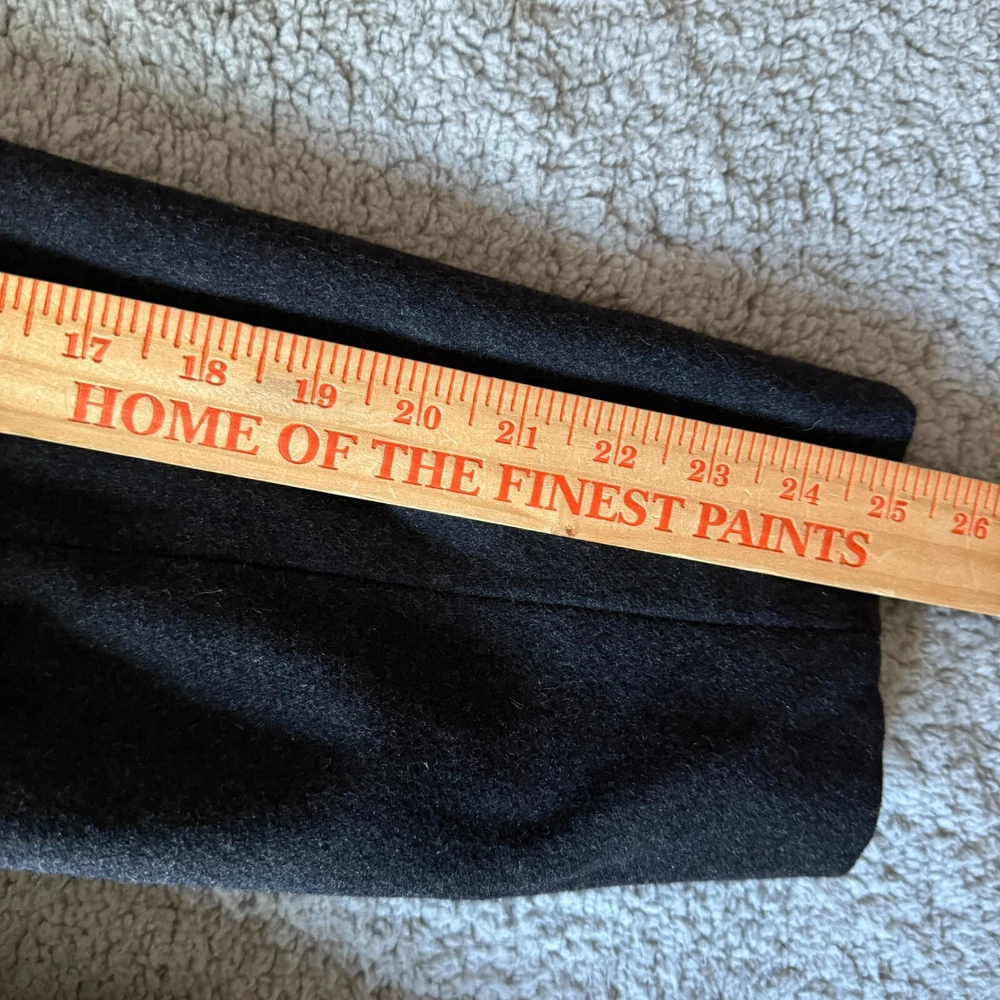 17 18 19 20 21 22 23 24 25 26
HOME OF THE FINEST PAINTS